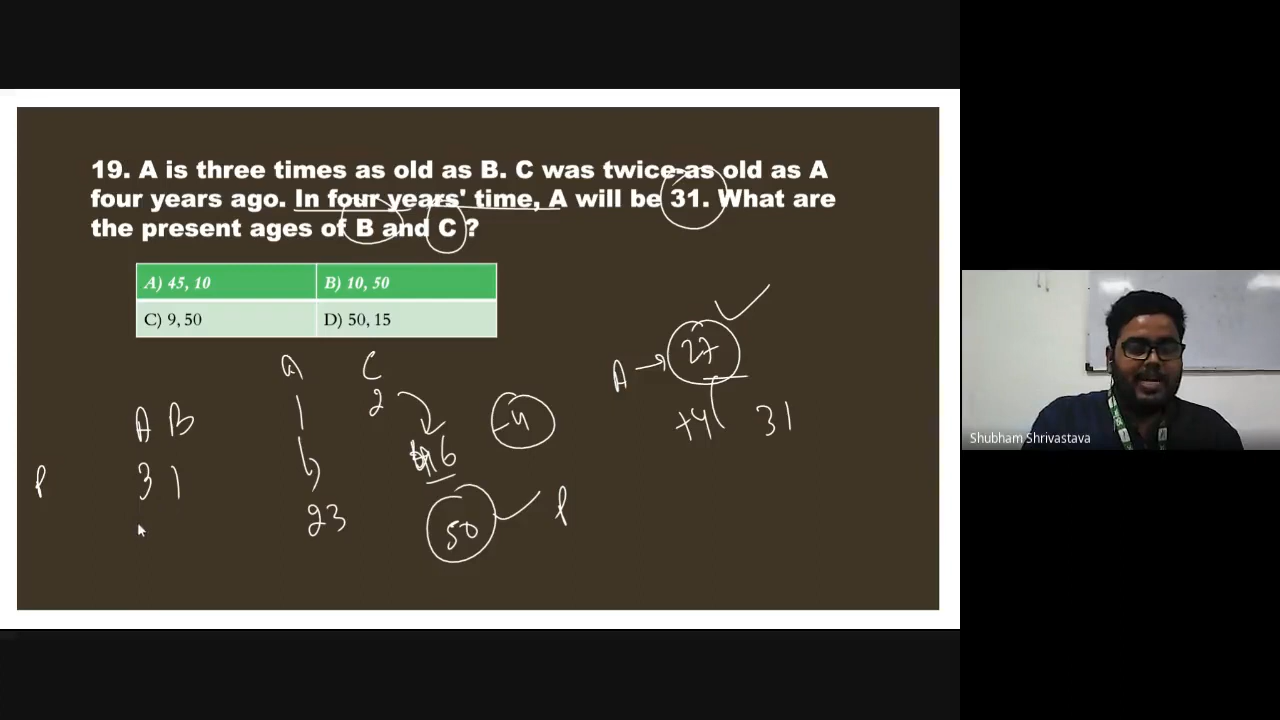 19. A is three times as old as B. C was twice-as old as A
four years ago. In four years' time, A will be 31. What are
the present ages of B and C ?
A) 45, 10 B) 10, 50
C) 9, 50 D) 50, 15
A C
1 2
-4
46
23
50 P
A B
P 3 1
A → 27
+4 31
Shubham Shrivastava